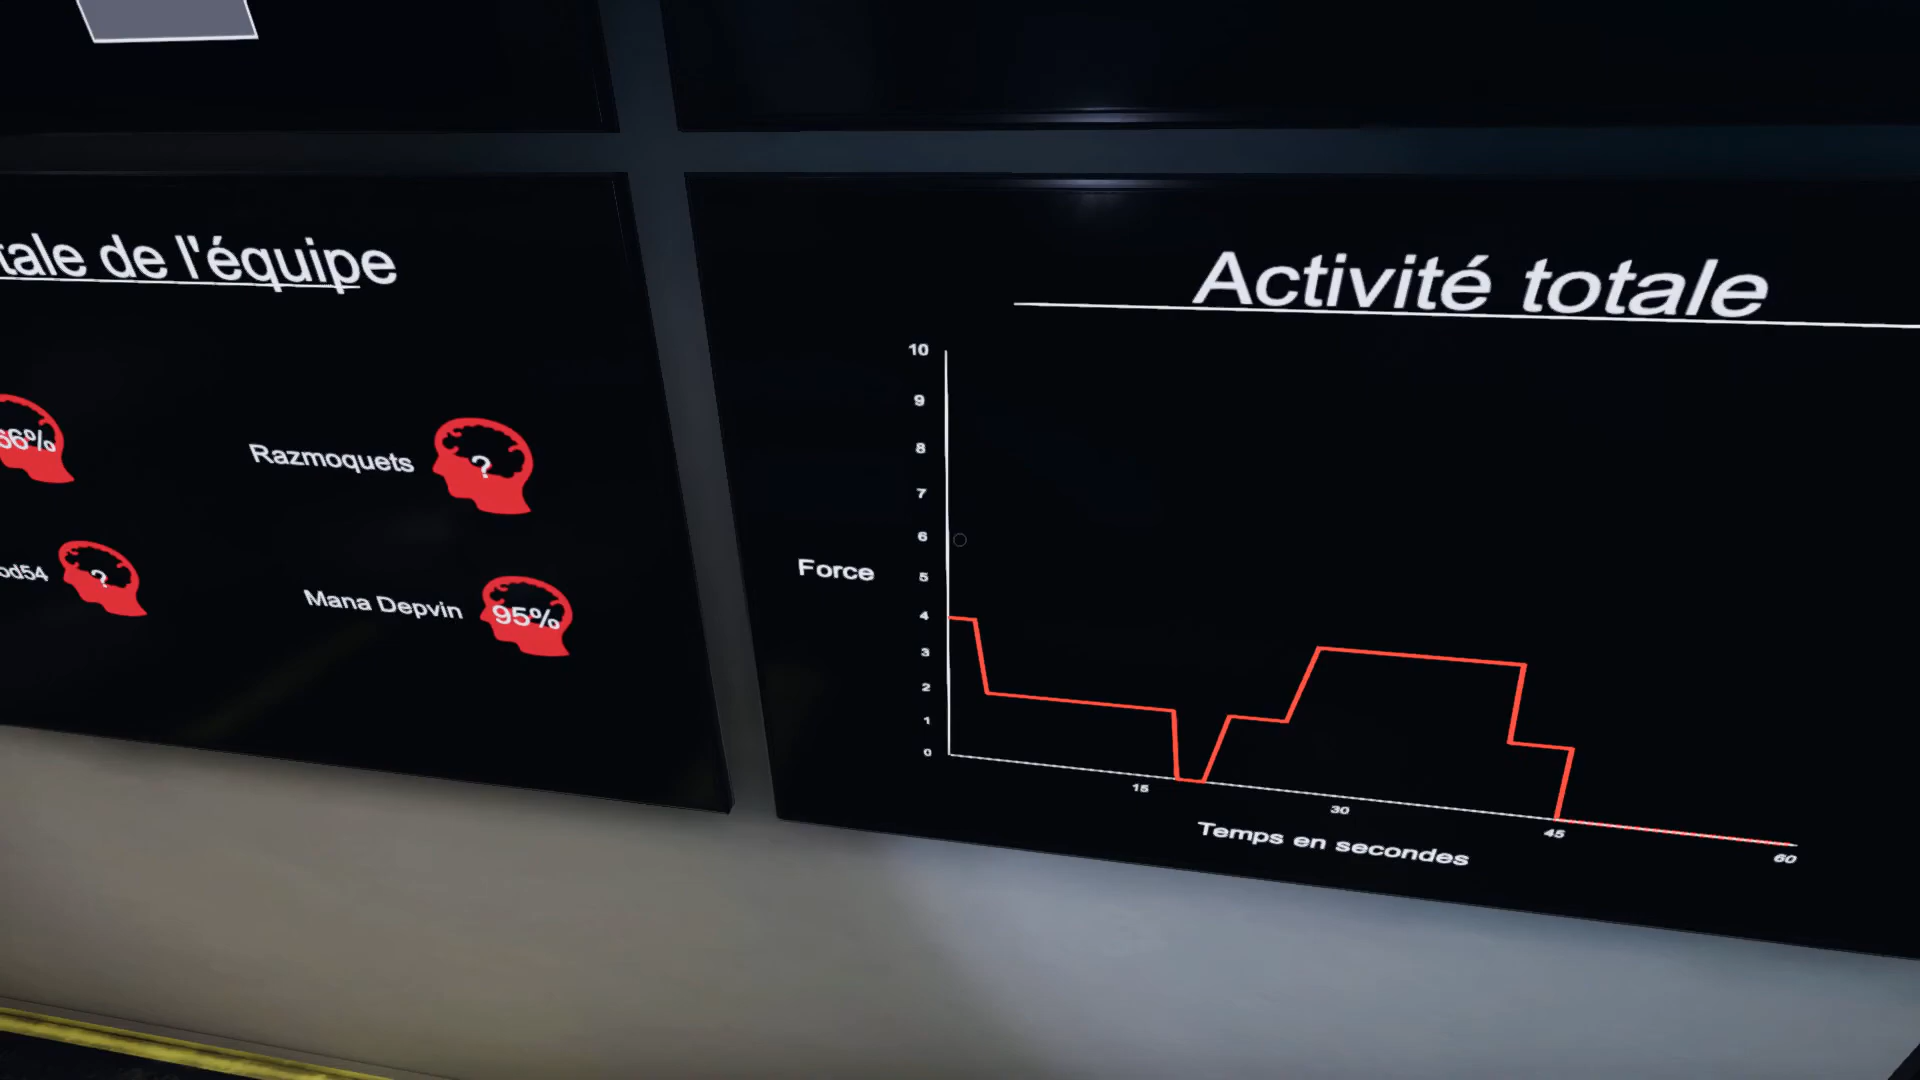 tale de l'équipe
66%
Razmoquets
?
od54
?
Mana Depvin
95%
Activité totale
10
9
8
7
6
5
4
3
2
1
0
Force
15
30
45
60
Temps en secondes